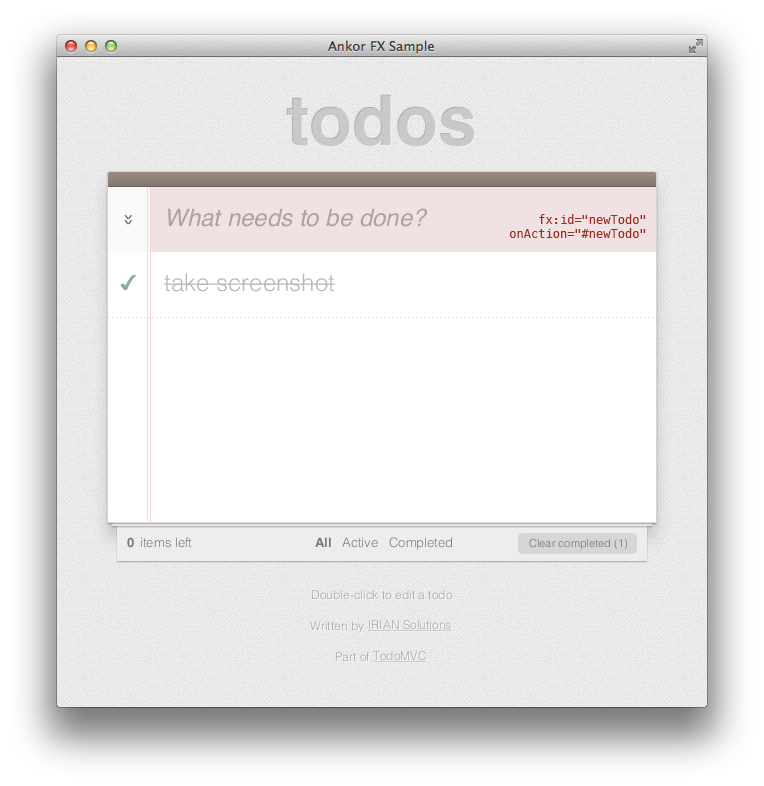 Ankor FX Sample
todos
What needs to be done?
fx:id="newTodo"
onAction="#newTodo"
take screenshot
0 items left All Active Completed Clear completed (1)
Double-click to edit a todo
Written by IRIAN Solutions
Part of TodoMVC